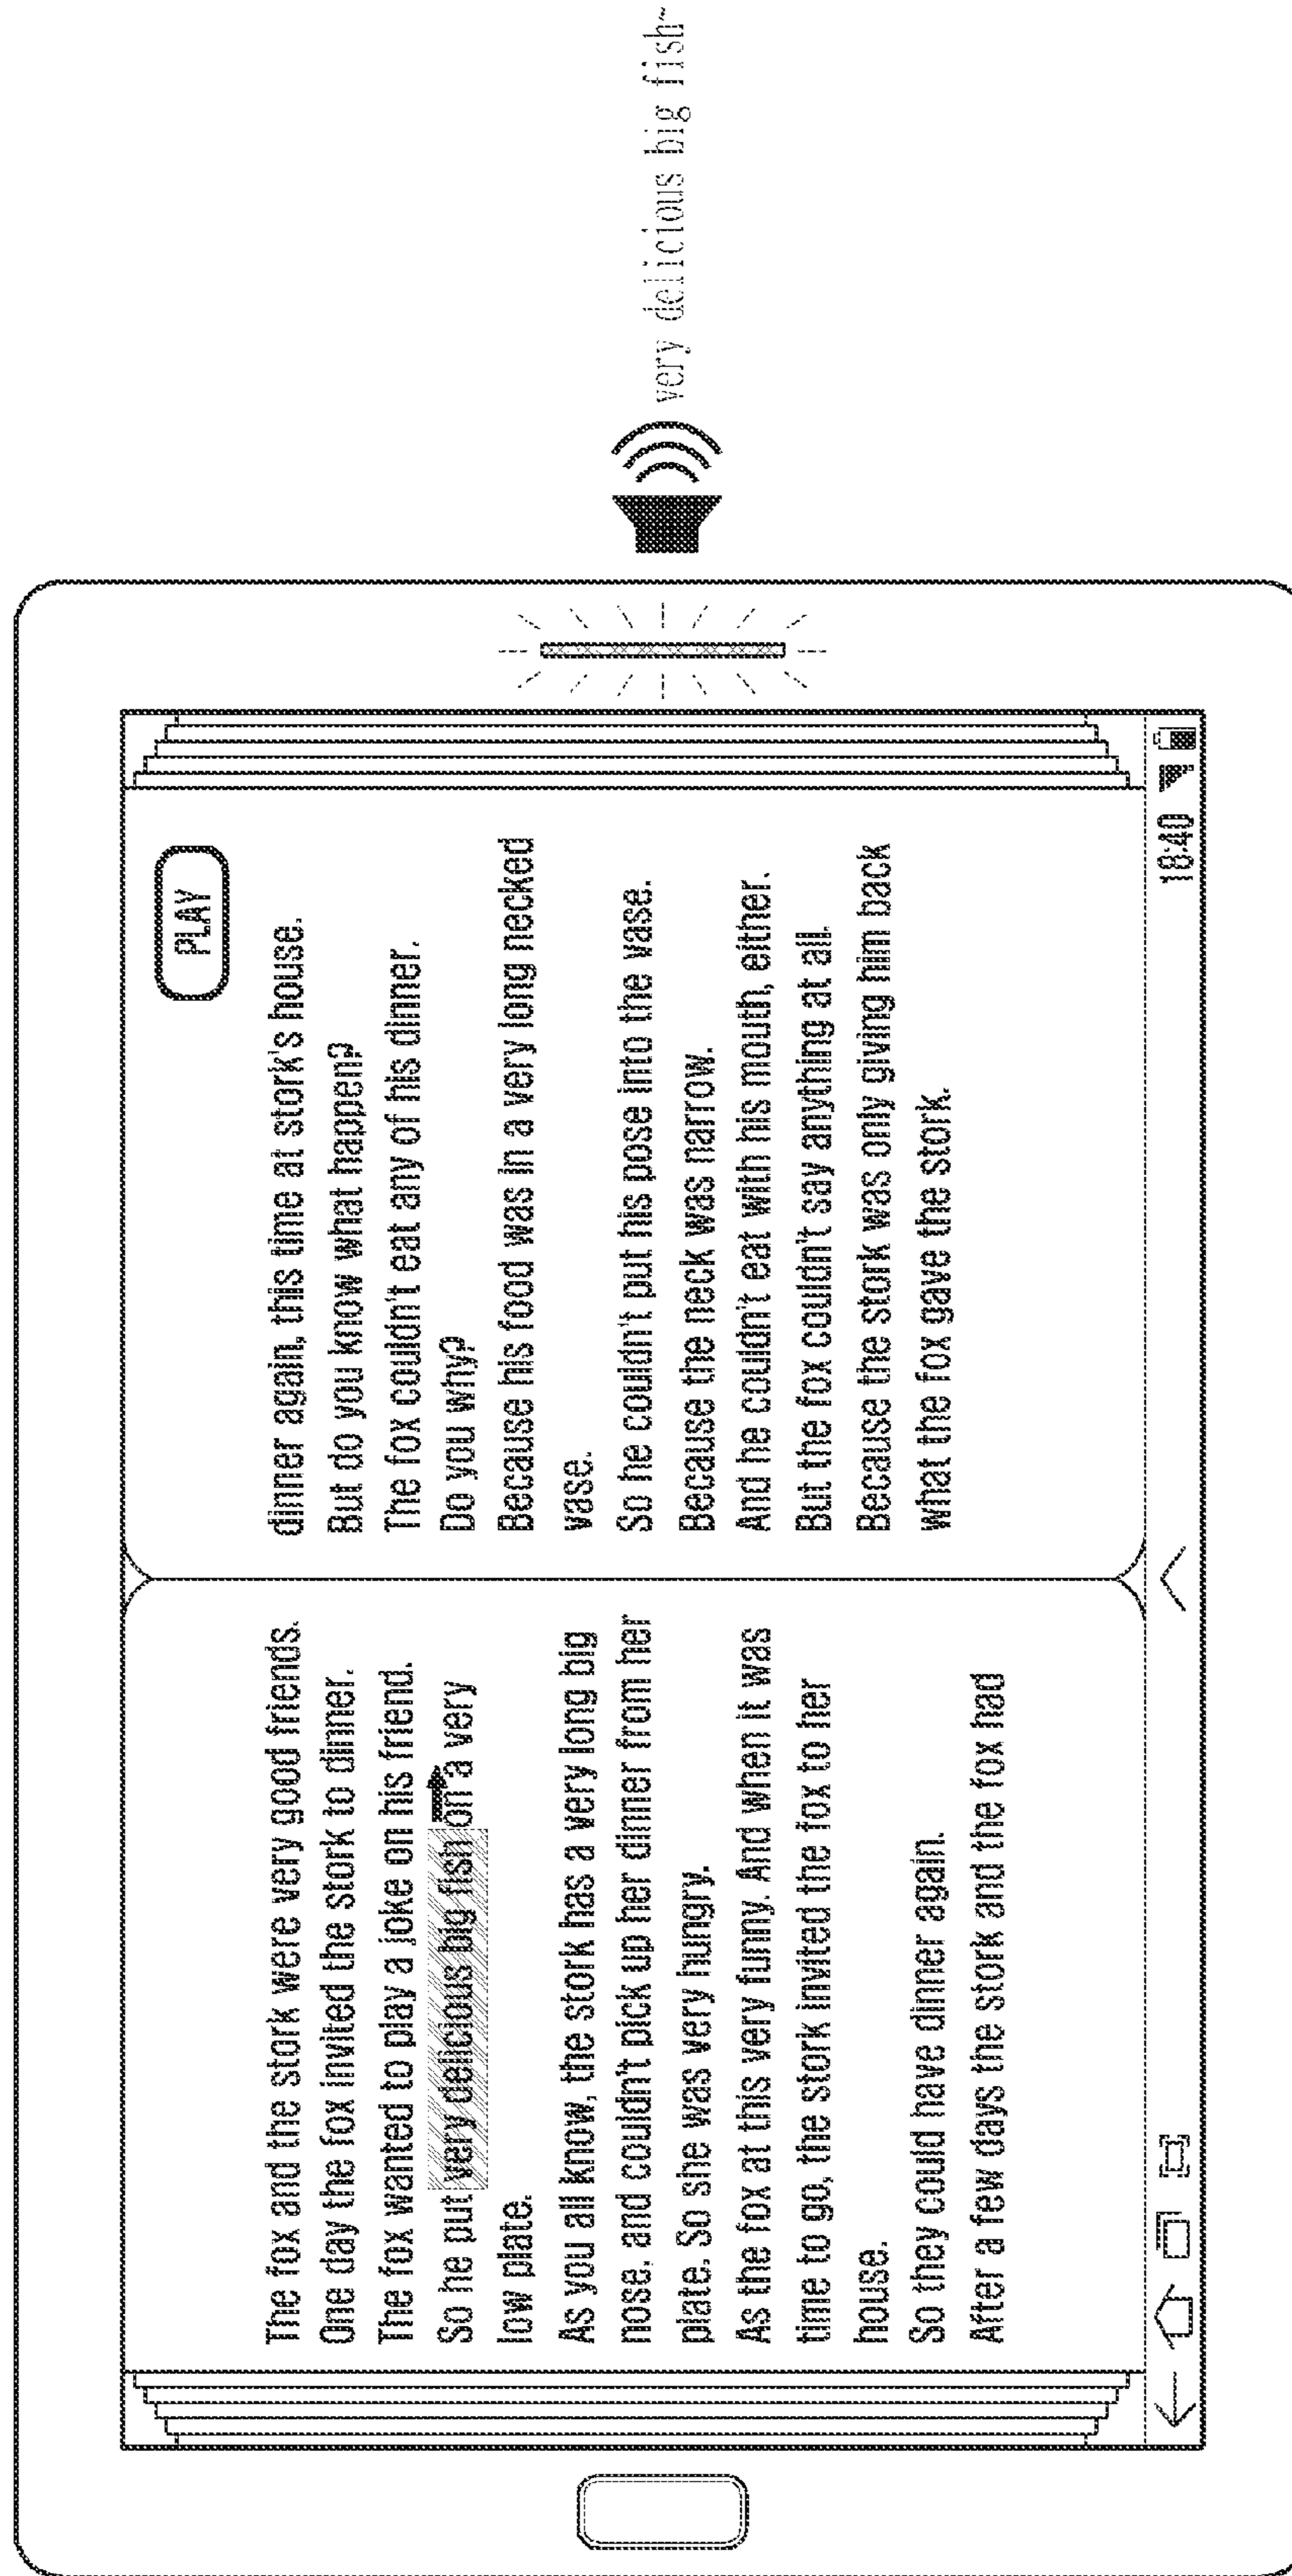 The fox and the stork were very good friends.
One day the fox invited the stork to dinner.
The fox wanted to play a joke on his friend.
So he put very delicious big fish on a very
low plate.
As you all know, the stork has a very long big
nose, and couldn't pick up her dinner from her
plate. So she was very hungry.
As the fox at this very funny. And when it was
time to go, the stork invited the fox to her
house.
So they could have dinner again.
After a few days the stork and the fox had
PLAY
dinner again, this time at stork's house.
But do you know what happen?
The fox couldn't eat any of his dinner.
Do you why?
Because his food was in a very long necked
vase.
So he couldn't put his pose into the vase.
Because the neck was narrow.
And he couldn't eat with his mouth, either.
But the fox couldn't say anything at all.
Because the stork was only giving him back
what the fox gave the stork.
18:40
very delicious big fish~